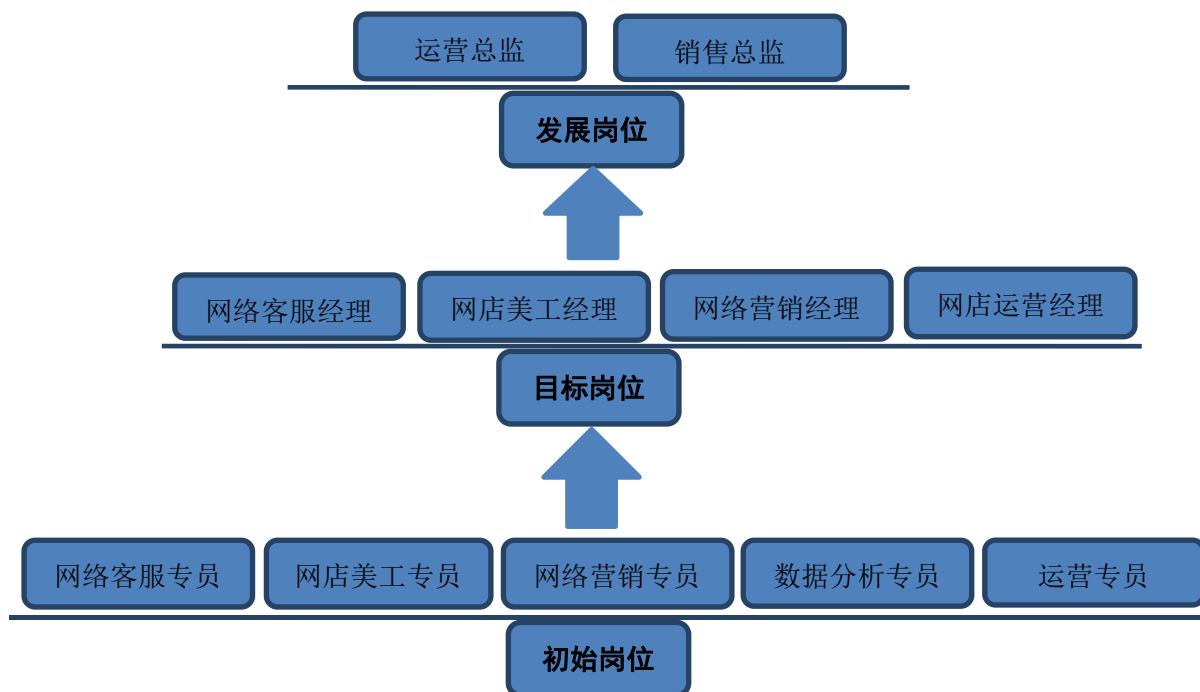 运营总监
销售总监
发展岗位
网络客服经理
网店美工经理
网络营销经理
网店运营经理
目标岗位
网络客服专员
网店美工专员
网络营销专员
数据分析专员
运营专员
初始岗位